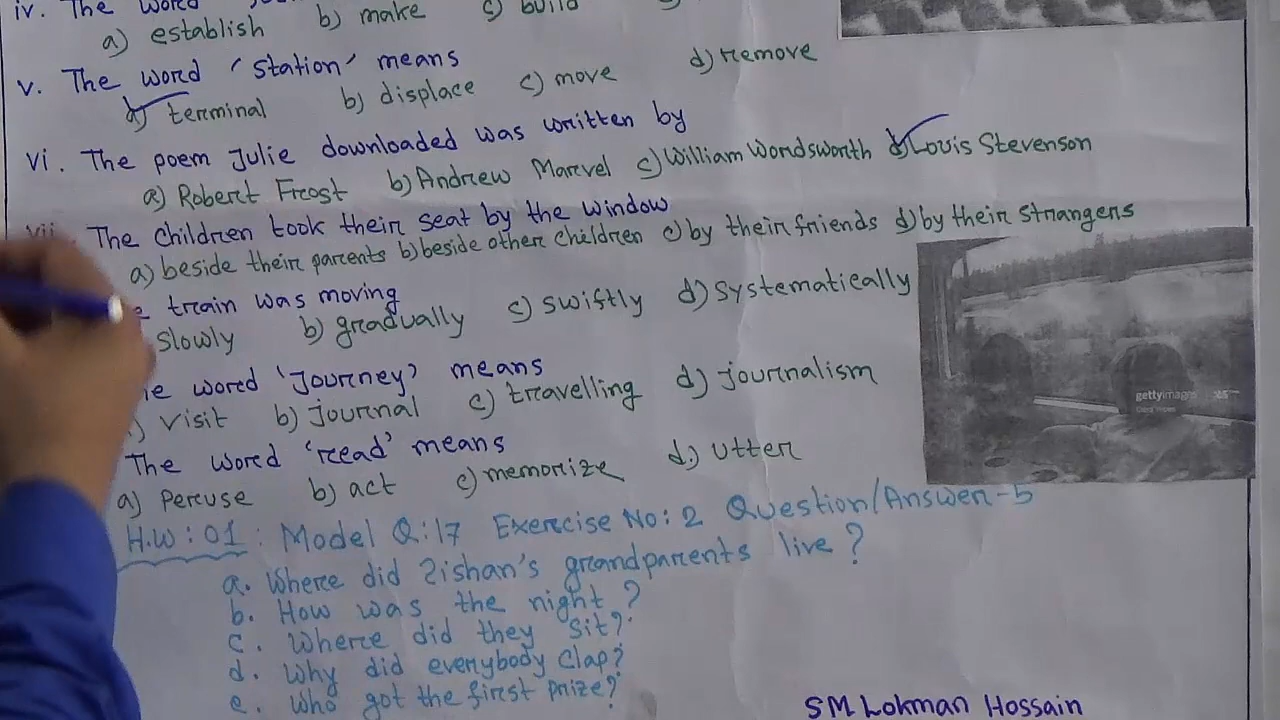 iv. The word
a) establish b) make c) build
v. The word 'Station' means
a) terminal b) displace c) move d) remove
vi. The poem Julie downloaded was written by
a) Robert Frost b) Andrew Marvel c) William Wordsworth d) Lovis Stevenson
vii. The Children took their seat by the window
a) beside their parents b) beside other children c) by their friends d) by their strangers
e train was moving
slowly b) gradually c) swiftly d) systematically
e word 'Journey' means
) visit b) journal c) travelling d) journalism
The word 'read' means
a) Percuse b) act c) memorize d.) utter
H.W : 01 : Model Q:17 Exercise No: 2 Question/Answer-5
a. Where did Zishan's grandparents live?
b. How was the night?
c. Where did they sit?
d. Why did everybody Clap?
e. Who got the first prize?
gettyimages
SM Lokman Hossain